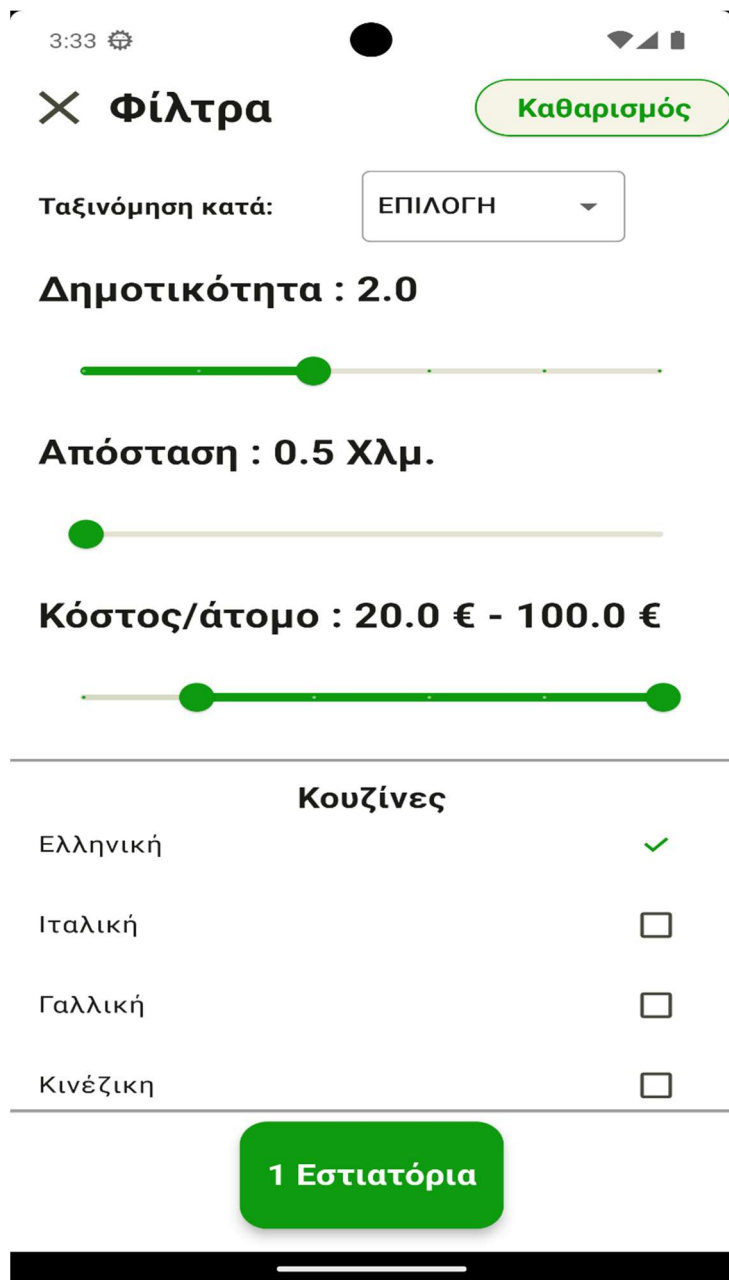 3:33
Φίλτρα
Καθαρισμός
Ταξινόμηση κατά:
ΕΠΙΛΟΓΗ
Δημοτικότητα : 2.0
Απόσταση : 0.5 Χλμ.
Κόστος/άτομο : 20.0 € - 100.0 €
Κουζίνες
Ελληνική
Ιταλική
Γαλλική
Κινέζικη
1 Εστιατόρια